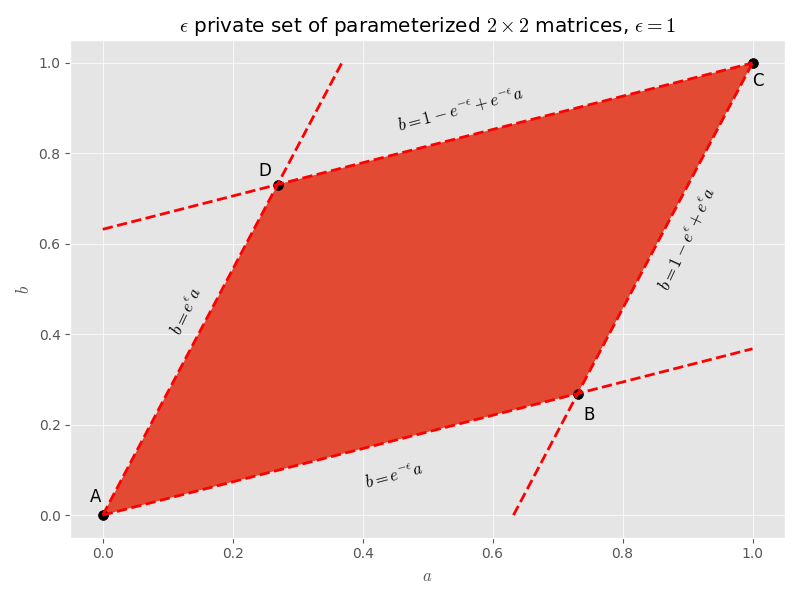 ϵ private set of parameterized 2 × 2 matrices, ϵ = 1
1.0
0.8
0.6
0.4
0.2
0.0
b
C
b = 1 − e^{−ϵ} + e^{−ϵ}a
D
b = 1 − e^{ϵ} + e^{ϵ}a
b = e^{ϵ}a
B
b = e^{−ϵ}a
A
0.0 0.2 0.4 0.6 0.8 1.0
a